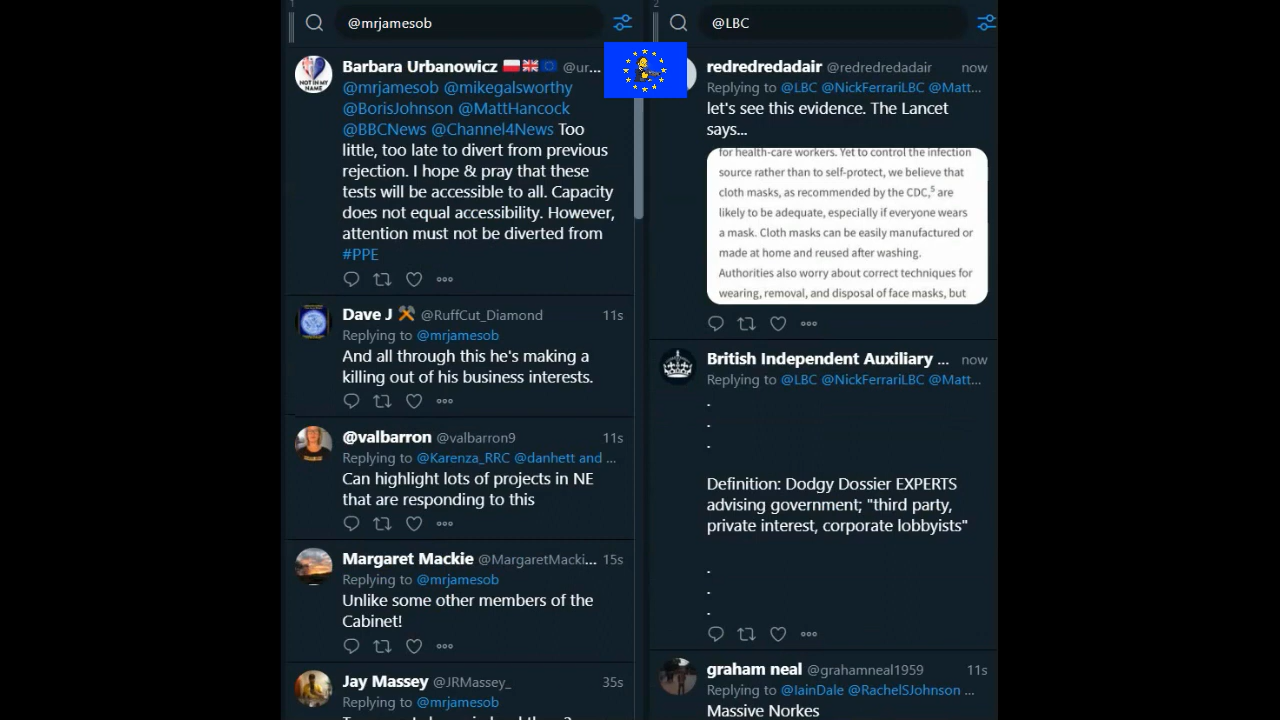 1
@mrjamesob
Barbara Urbanowicz @ur...
@mrjamesob @mikegalsworthy
@BorisJohnson @MattHancock
@BBCNews @Channel4News Too
little, too late to divert from previous
rejection. I hope & pray that these
tests will be accessible to all. Capacity
does not equal accessibility. However,
attention must not be diverted from
#PPE
NOT IN MY
NAME
Dave J @RuffCut_Diamond 11s
Replying to @mrjamesob
And all through this he's making a
killing out of his business interests.
@valbarron @valbarron9 11s
Replying to @Karenza_RRC @danhett and ...
Can highlight lots of projects in NE
that are responding to this
Margaret Mackie @MargaretMacki... 15s
Replying to @mrjamesob
Unlike some other members of the
Cabinet!
Jay Massey @JRMassey_ 35s
Replying to @mrjamesob
2
@LBC
redredredadair @redredredadair now
Replying to @LBC @NickFerrariLBC @Matt...
let's see this evidence. The Lancet
says...
for health-care workers. Yet to control the infection
source rather than to self-protect, we believe that
cloth masks, as recommended by the CDC,5 are
likely to be adequate, especially if everyone wears
a mask. Cloth masks can be easily manufactured or
made at home and reused after washing.
Authorities also worry about correct techniques for
wearing, removal, and disposal of face masks, but
British Independent Auxiliary ... now
Replying to @LBC @NickFerrariLBC @Matt...
.
.
.
Definition: Dodgy Dossier EXPERTS
advising government; "third party,
private interest, corporate lobbyists"
.
.
.
graham neal @grahamneal1959 11s
Replying to @IainDale @RachelSJohnson ...
Massive Norkes